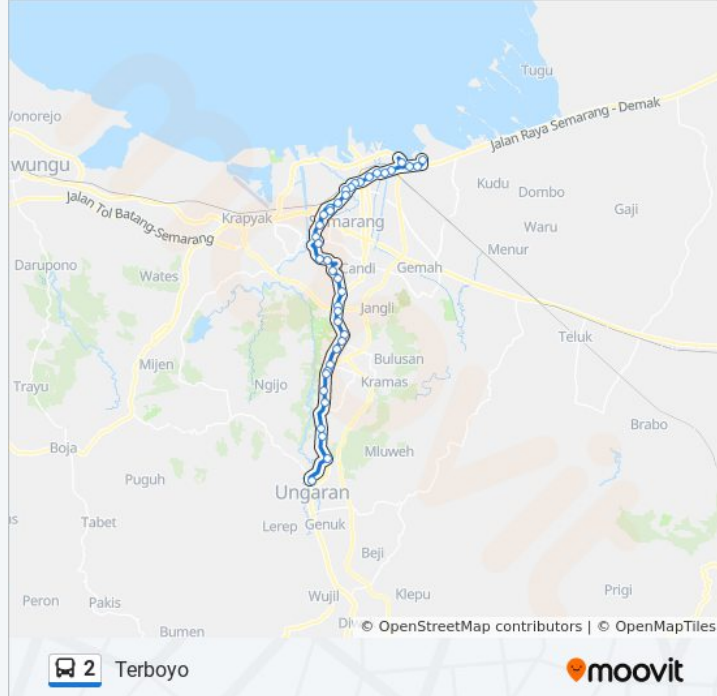 Tugu
Wonorejo
Jalan Raya Semarang - Demak
wungu
Kudu
Dombo
Jalan Tol Batang-Semarang
Krapyak
Semarang
Gaji
Waru
Menur
Darupono
Wates
Candi
Gemah
Jangli
Teluk
Mijen
Bulusan
Trayu
Ngijo
Kramas
Brabo
Boja
Mluweh
Puguh
Ungaran
Tabet
Lerep
Genuk
Beji
Peron
Pakis
Wujil
Klepu
Prigi
Bumen
© OpenStreetMap contributors | © OpenMapTiles
2 Terboyo
moovit